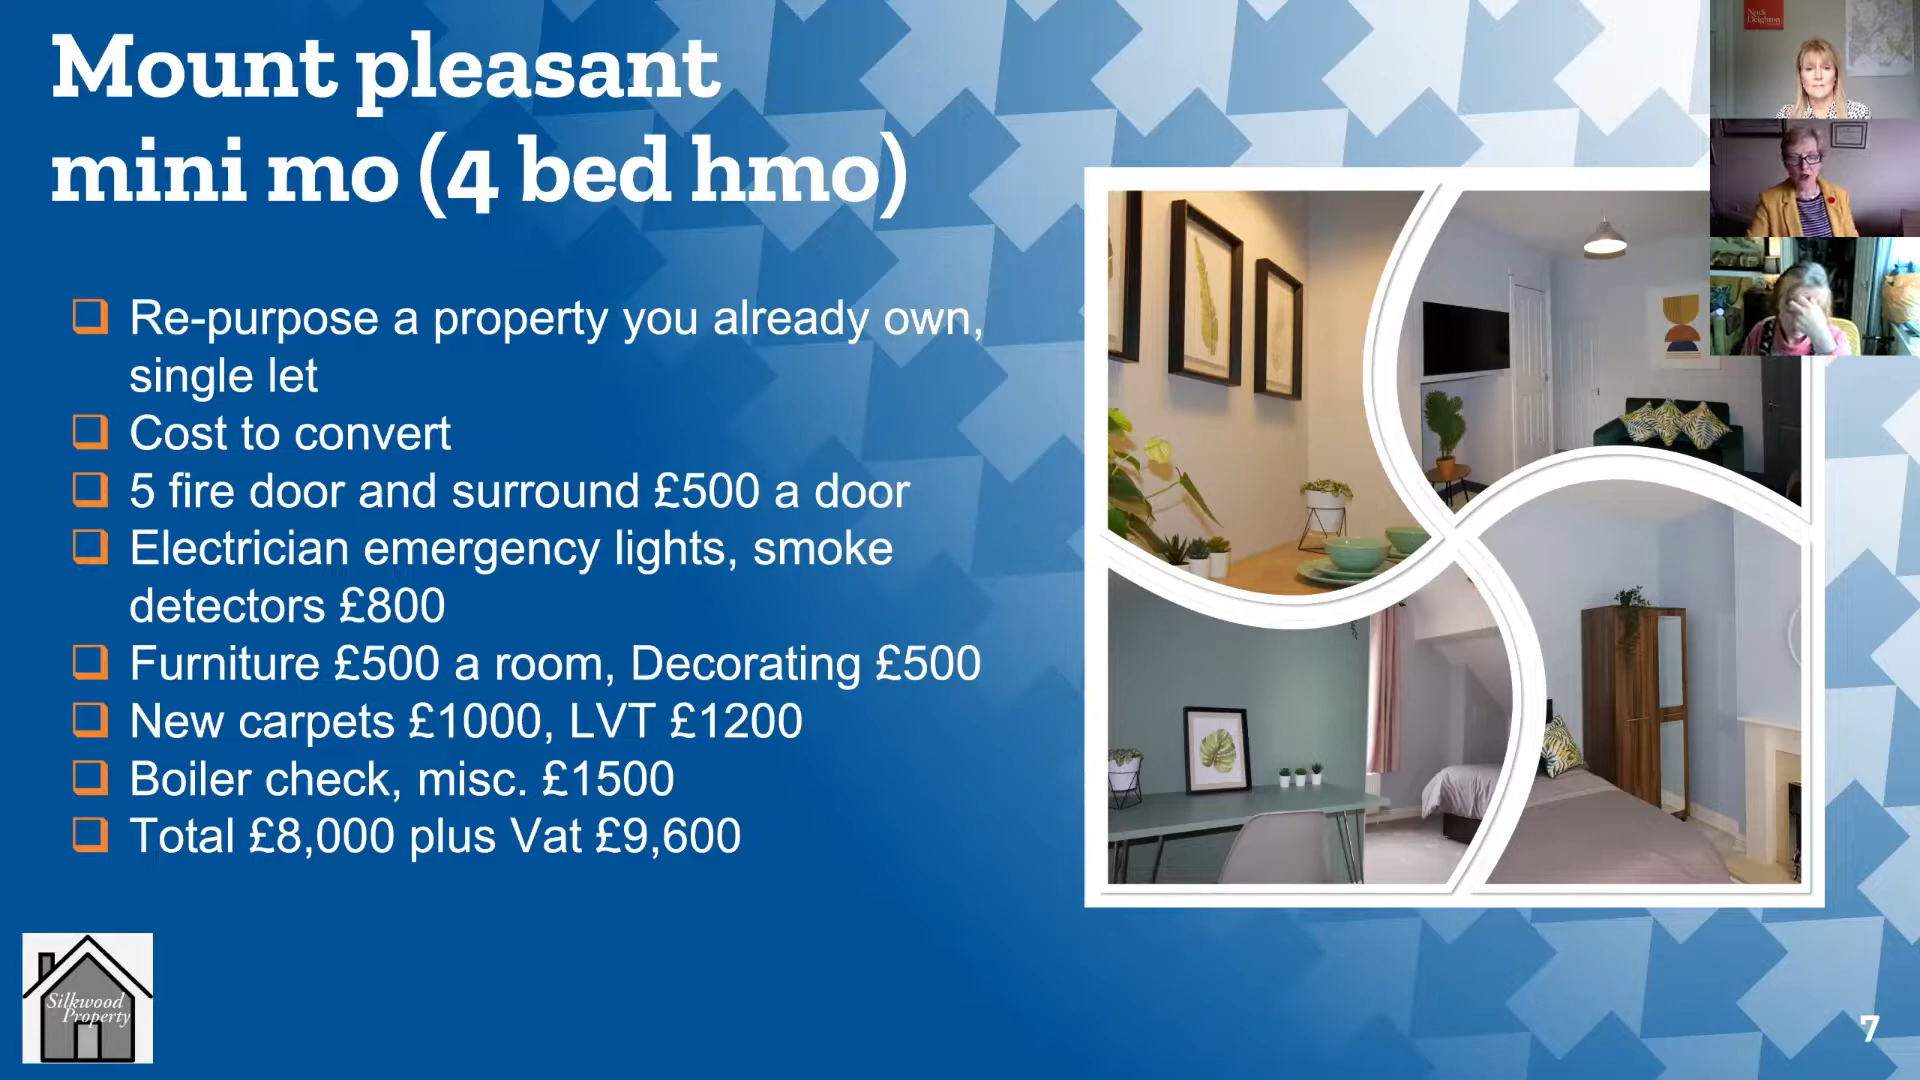 Mount pleasant
mini mo (4 bed hmo)
Re-purpose a property you already own,
single let
Cost to convert
5 fire door and surround £500 a door
Electrician emergency lights, smoke
detectors £800
Furniture £500 a room, Decorating £500
New carpets £1000, LVT £1200
Boiler check, misc. £1500
Total £8,000 plus Vat £9,600
Silkwood
Property
7
Nock
Deighton